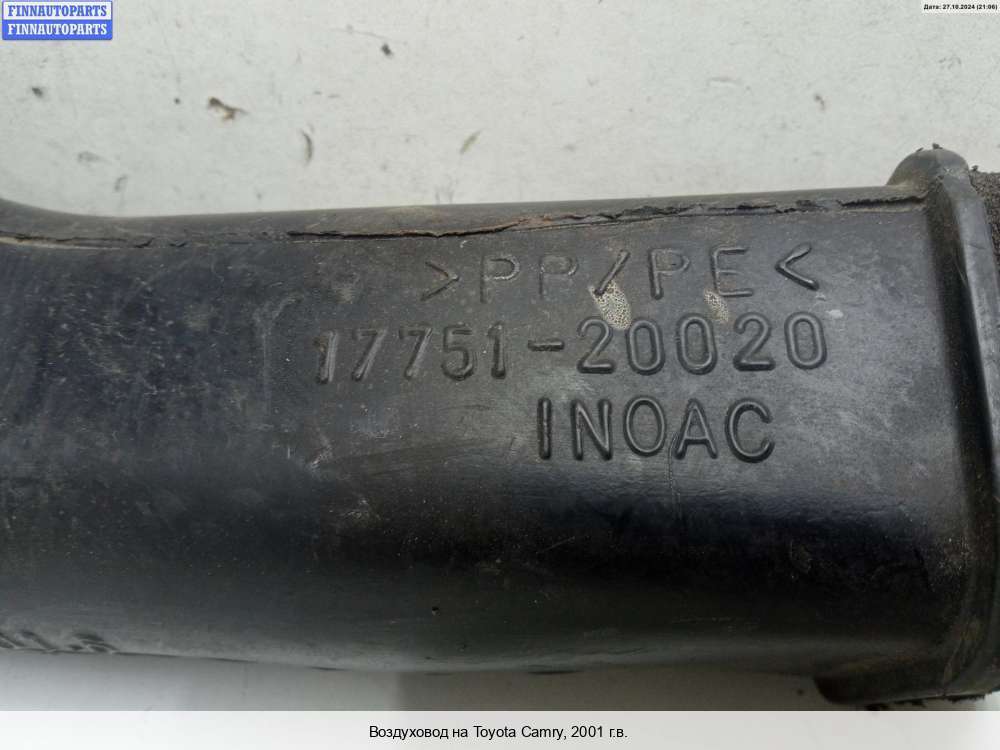 FINNAUTOPARTS
FINNAUTOPARTS
Дата: 27.10.2024 (21:06)
>PP/PE<
17751-20020
INOAC
Воздуховод на Toyota Camry, 2001 г.в.